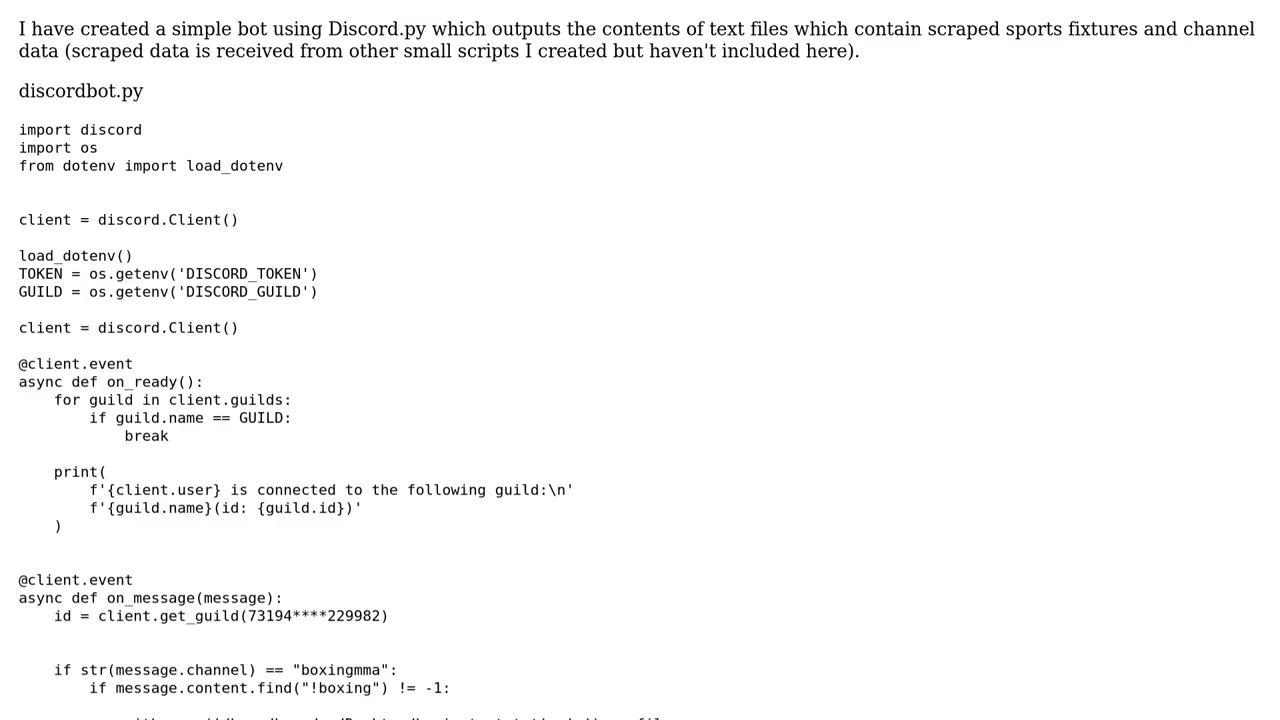 I have created a simple bot using Discord.py which outputs the contents of text files which contain scraped sports fixtures and channel
data (scraped data is received from other small scripts I created but haven't included here).
discordbot.py
import discord
import os
from dotenv import load_dotenv
client = discord.Client()
load_dotenv()
TOKEN = os.getenv('DISCORD_TOKEN')
GUILD = os.getenv('DISCORD_GUILD')
client = discord.Client()
@client.event
async def on_ready():
    for guild in client.guilds:
        if guild.name == GUILD:
            break
    print(
        f'{client.user} is connected to the following guild:\n'
        f'{guild.name}(id: {guild.id})'
    )
@client.event
async def on_message(message):
    id = client.get_guild(73194****229982)
    if str(message.channel) == "boxingmma":
        if message.content.find("!boxing") != -1: